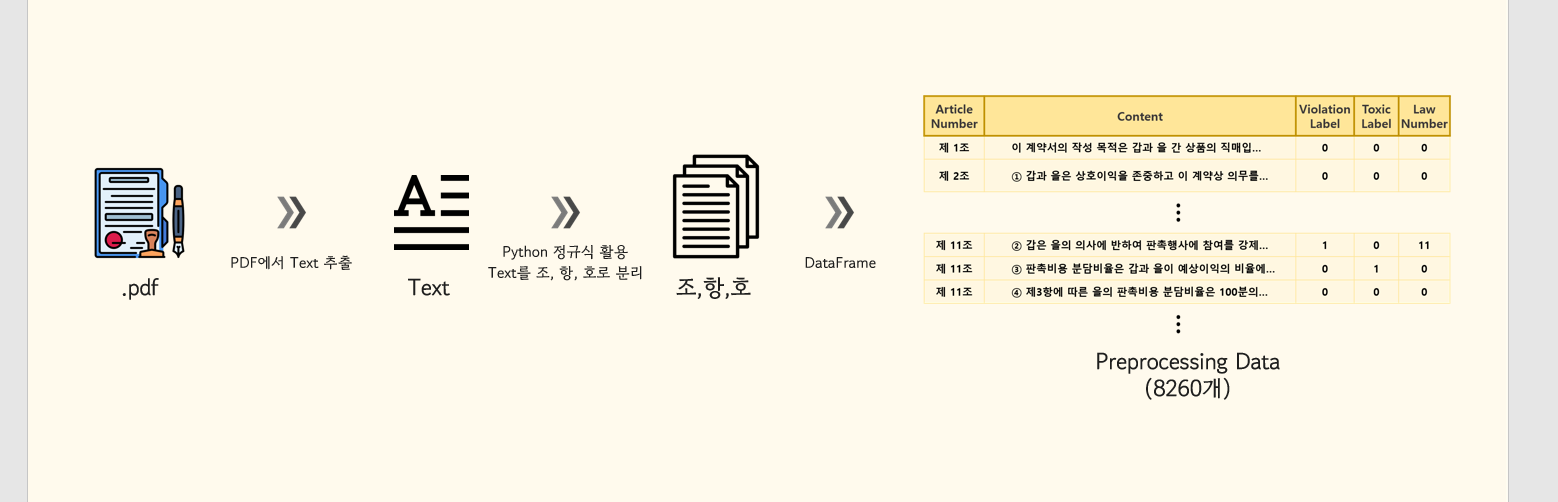 .pdf
PDF에서 Text 추출
Text
Python 정규식 활용
Text를 조, 항, 호로 분리
조,항,호
DataFrame
Article Number Content Violation Label Toxic Label Law Number
제 1조 이 계약서의 작성 목적은 갑과 을 간 상품의 직매입... 0 0 0
제 2조 ① 갑과 을은 상호이익을 존중하고 이 계약상 의무를... 0 0 0
제 11조 ② 갑은 을의 의사에 반하여 판촉행사에 참여를 강제... 1 0 11
제 11조 ③ 판촉비용 분담비율은 갑과 을이 예상이익의 비율에... 0 1 0
제 11조 ④ 제3항에 따른 을의 판촉비용 분담비율은 100분의... 0 0 0
Preprocessing Data
(8260개)